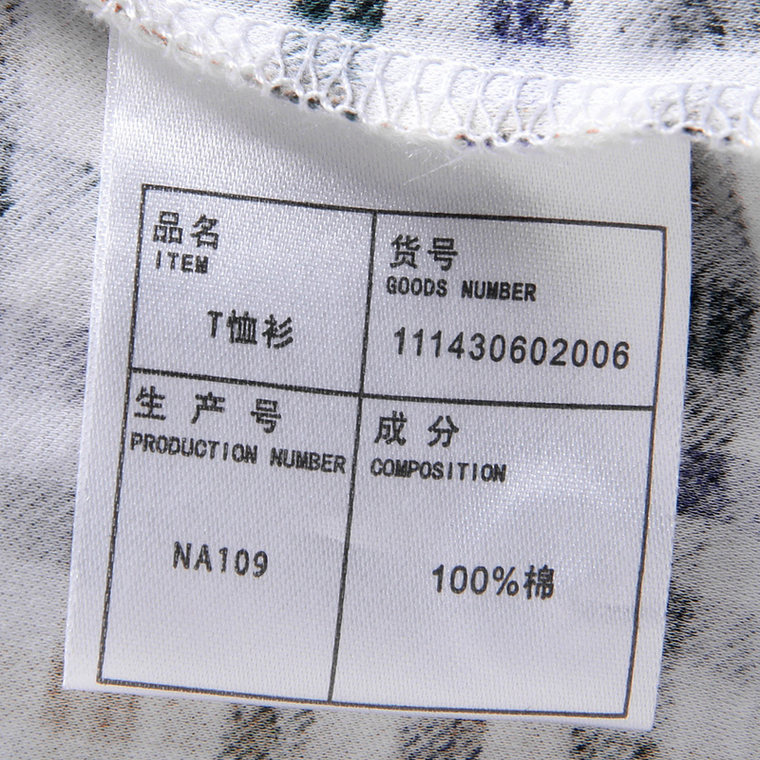 品名
ITEM
T恤衫
货号
GOODS NUMBER
111430602006
生产号
PRODUCTION NUMBER
NA109
成分
COMPOSITION
100%棉